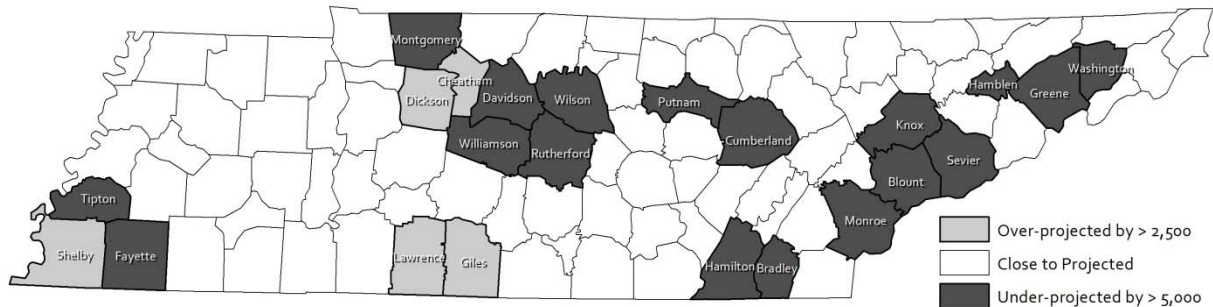 Montgomery
Cheatham
Dickson
Davidson
Wilson
Williamson
Rutherford
Putnam
Cumberland
Hamblen
Greene
Washington
Knox
Sevier
Blount
Monroe
Tipton
Shelby
Fayette
Lawrence
Giles
Hamilton
Bradley
Over-projected by > 2,500
Close to Projected
Under-projected by > 5,000